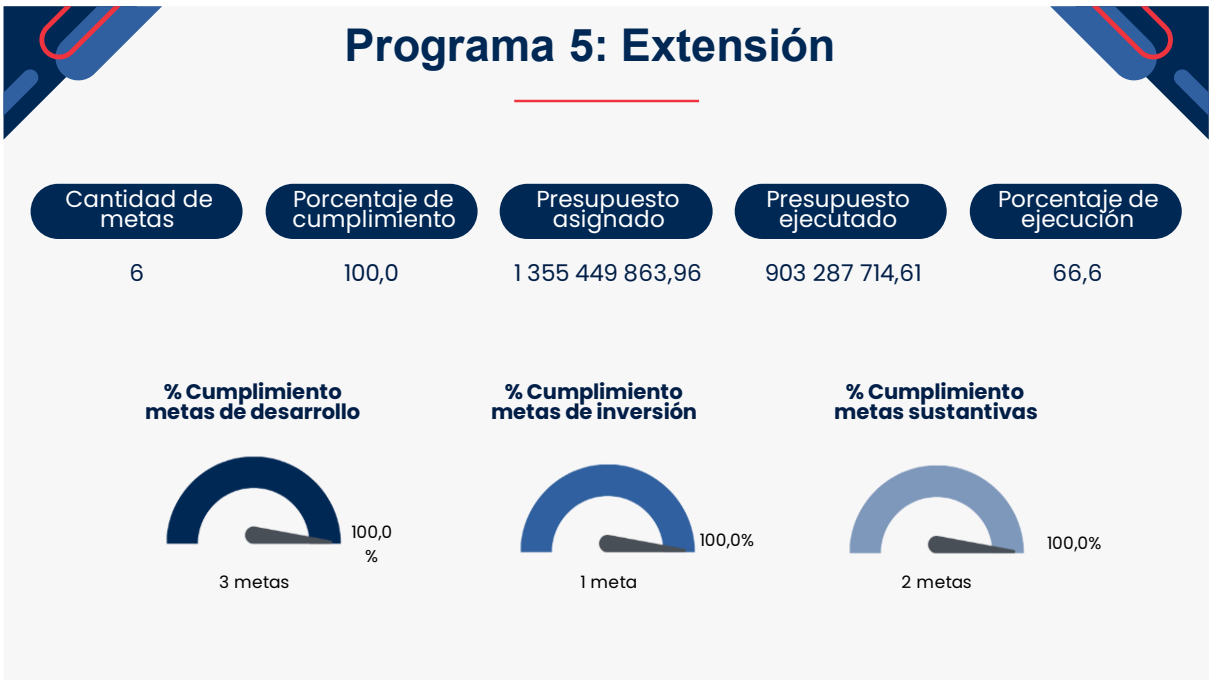 Programa 5: Extensión
Cantidad de
metas
Porcentaje de
cumplimiento
Presupuesto
asignado
Presupuesto
ejecutado
Porcentaje de
ejecución
6
100,0
1 355 449 863,96
903 287 714,61
66,6
% Cumplimiento
metas de desarrollo
% Cumplimiento
metas de inversión
% Cumplimiento
metas sustantivas
100,0
%
100,0%
100,0%
3 metas
1 meta
2 metas